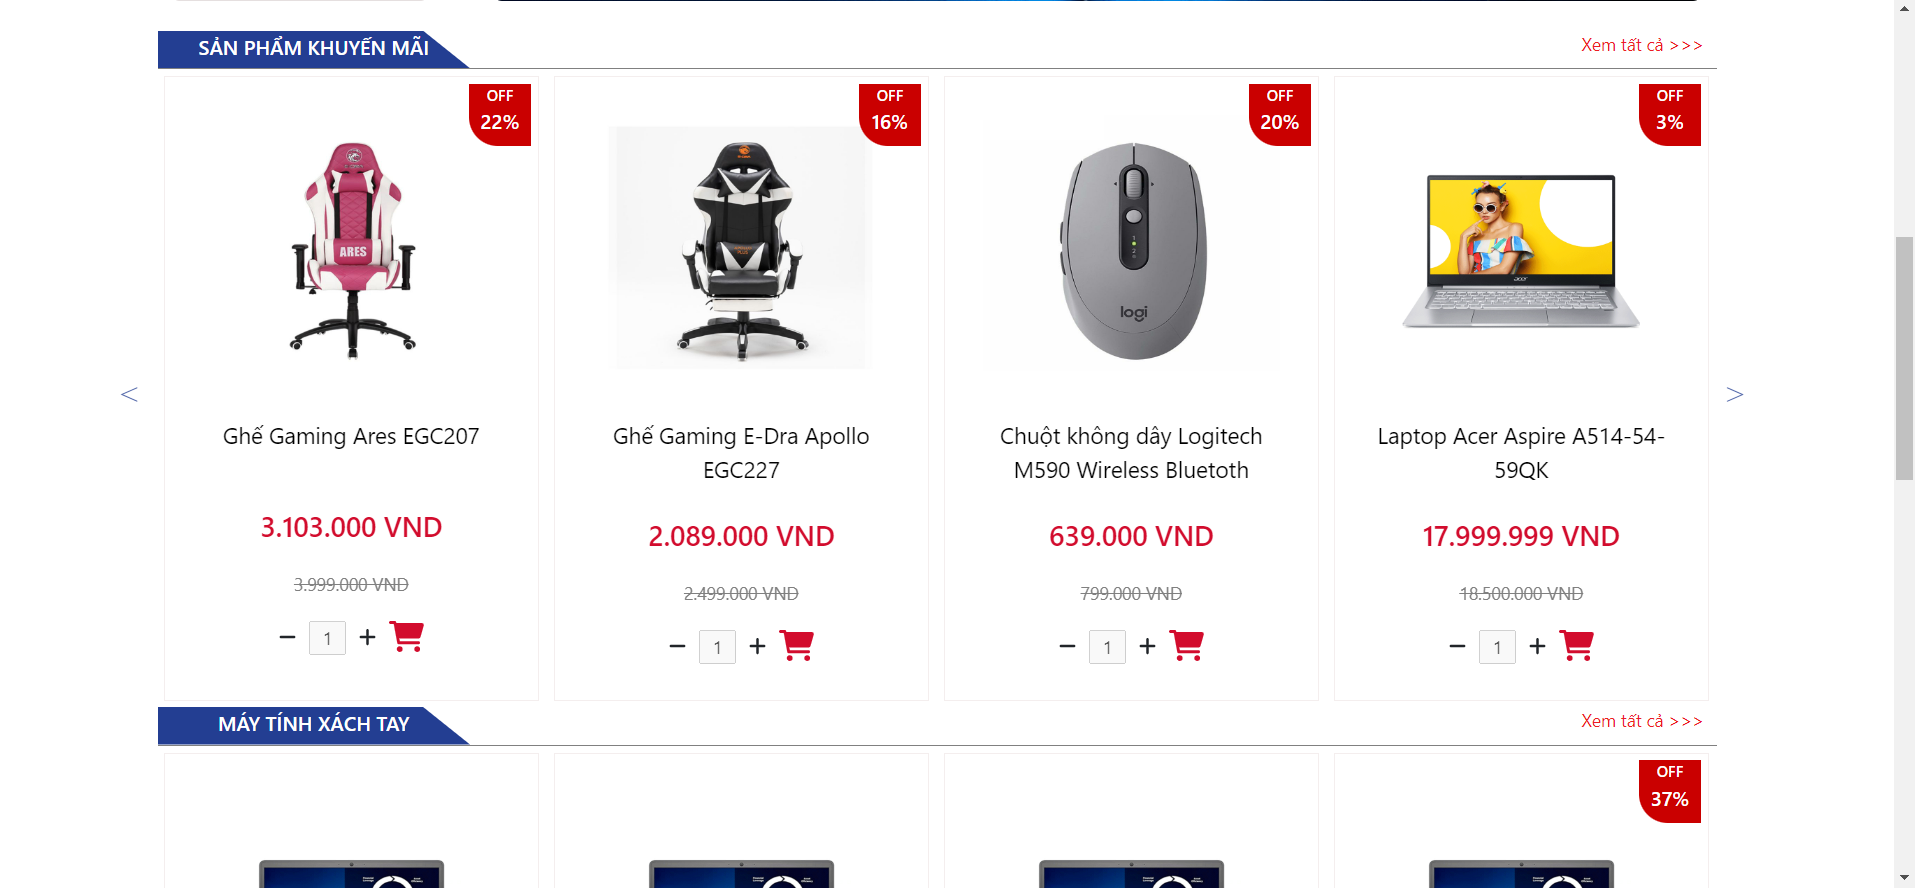 SẢN PHẨM KHUYẾN MÃI
Xem tất cả >>>
OFF
22%
OFF
16%
OFF
20%
OFF
3%
ARES
logi
acer
<
>
Ghế Gaming Ares EGC207
Ghế Gaming E-Dra Apollo
EGC227
Chuột không dây Logitech
M590 Wireless Bluetoth
Laptop Acer Aspire A514-54-
59QK
3.103.000 VND
2.089.000 VND
639.000 VND
17.999.999 VND
3.999.000 VND
2.499.000 VND
799.000 VND
18.500.000 VND
− 1 +
− 1 +
− 1 +
− 1 +
MÁY TÍNH XÁCH TAY
Xem tất cả >>>
OFF
37%